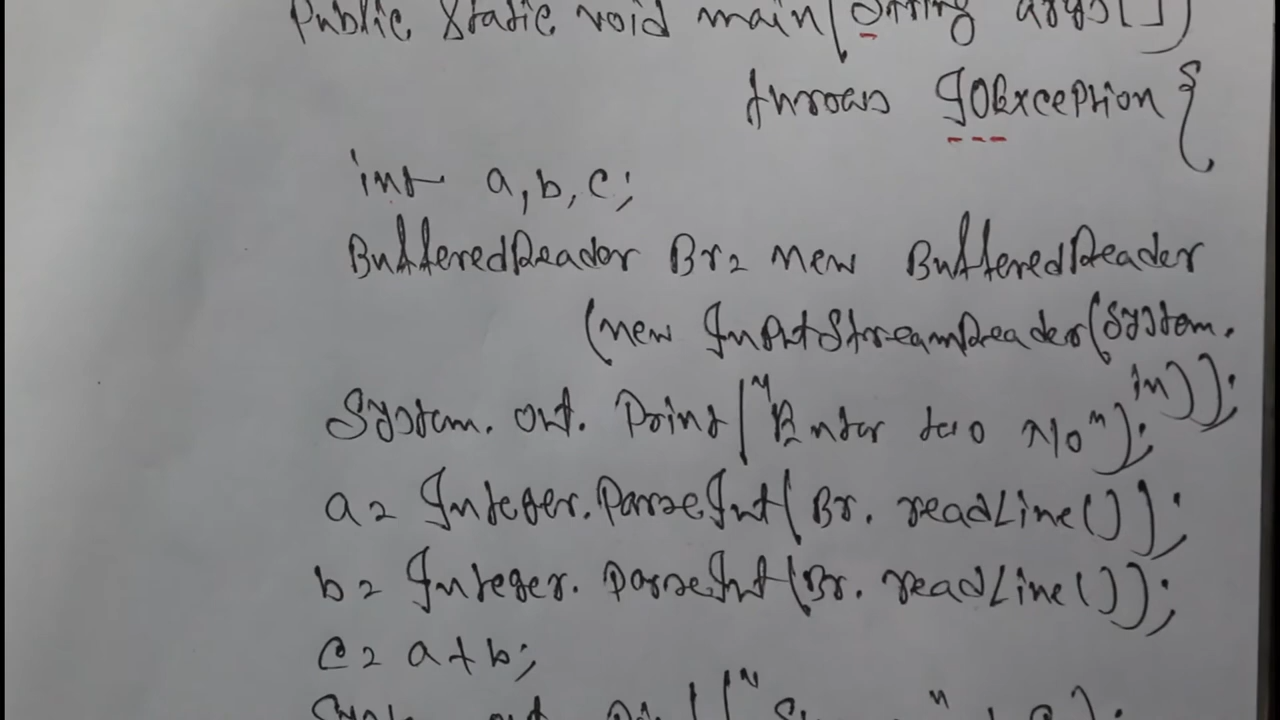 Public static void main(String args[])
throws IOException {
int a,b,c;
BufferedReader Br= new BufferedReader
(new InputStreamReader(System.
in));
System.out.Print("Enter two No");
a= Integer.ParseInt(Br.readLine());
b= Integer.ParseInt(Br.readLine());
c= a+b;